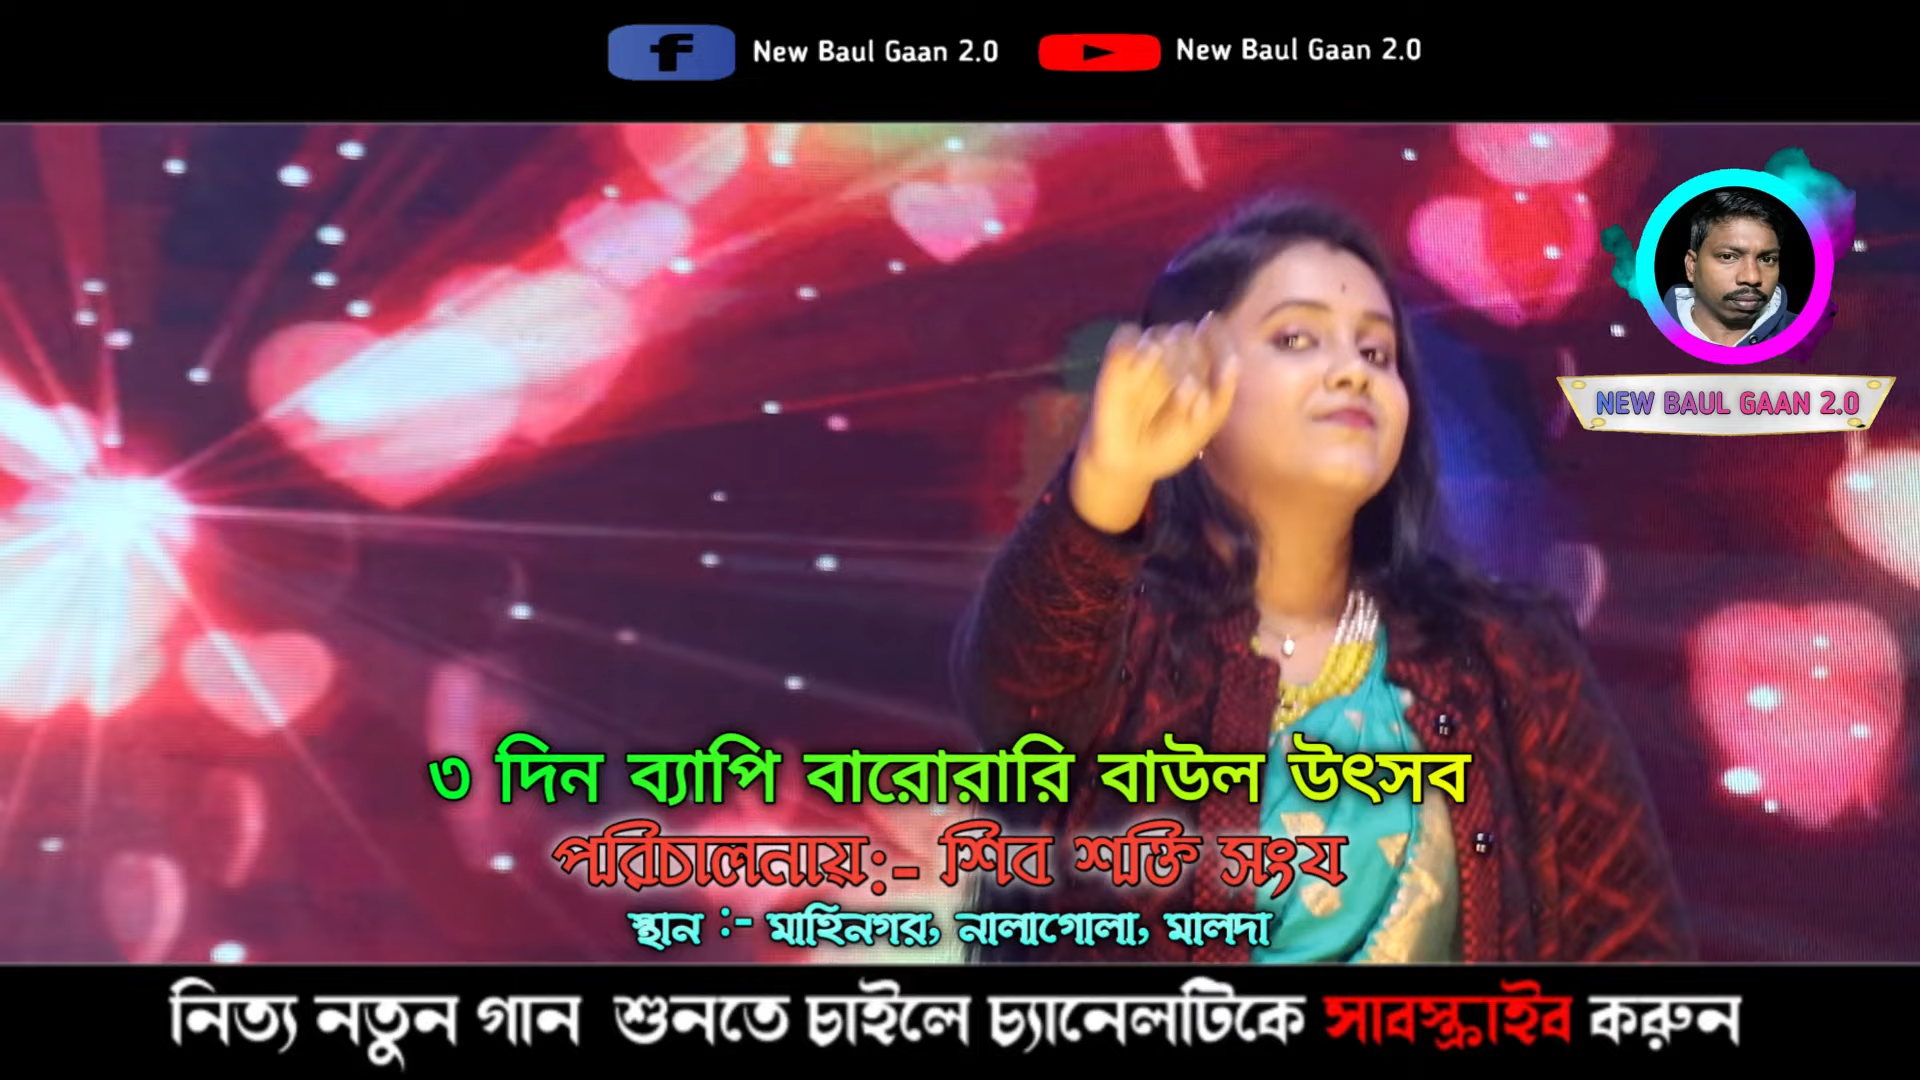 New Baul Gaan 2.0
New Baul Gaan 2.0
NEW BAUL GAAN 2.0
৩ দিন ব্যাপি বারোরারি বাউল উৎসব
পরিচালনায়:- শিব শক্তি সংঘ
স্থান :- মাহিনগর, নালাগোলা, মালদা
নিত্য নতুন গান শুনতে চাইলে চ্যানেলটিকে সাবস্ক্রাইব করুন